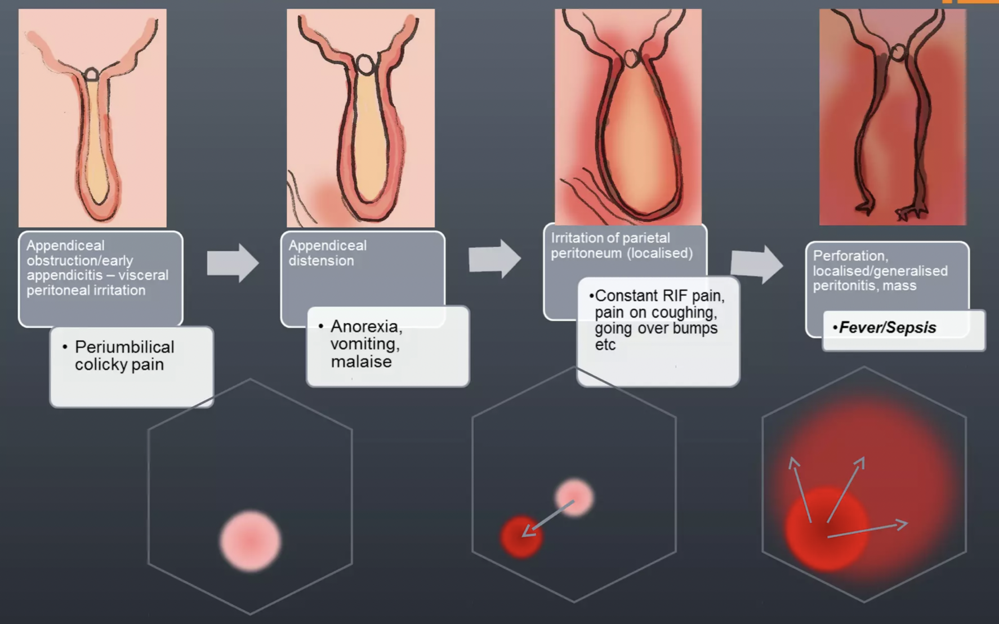 Appendiceal
obstruction/early
appendicitis – visceral
peritoneal irritation
• Periumbilical
colicky pain
Appendiceal
distension
• Anorexia,
vomiting,
malaise
Irritation of parietal
peritoneum (localised)
•Constant RIF pain,
pain on coughing,
going over bumps
etc
Perforation,
localised/generalised
peritonitis, mass
•Fever/Sepsis